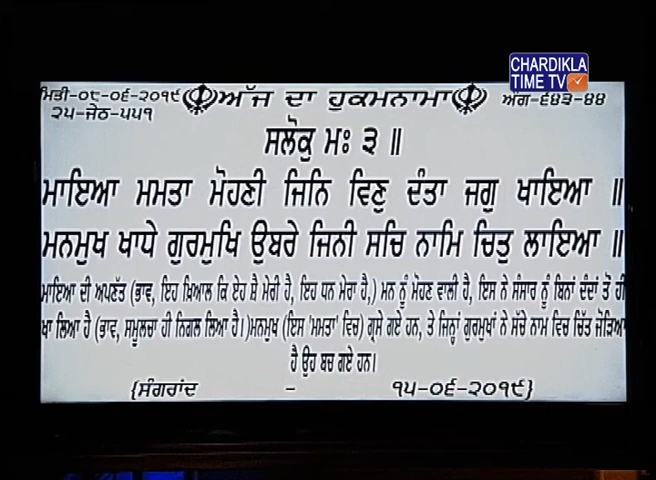 CHARDIKLA
TIME TV
ਮਿਤੀ-੦੯-੦੬-੨੦੧੯ ਅੱਜ ਦਾ ਹੁਕਮਨਾਮਾ ਅੰਗ-੬੪੩-੪੪
੨੫-ਜੇਠ-੫੫੧
ਸਲੋਕੁ ਮਃ ੩ ॥
ਮਾਇਆ ਮਮਤਾ ਮੋਹਣੀ ਜਿਨਿ ਵਿਣੁ ਦੰਤਾ ਜਗੁ ਖਾਇਆ ॥
ਮਨਮੁਖ ਖਾਧੇ ਗੁਰਮੁਖਿ ਉਬਰੇ ਜਿਨੀ ਸਚਿ ਨਾਮਿ ਚਿਤੁ ਲਾਇਆ ॥
ਮਾਇਆ ਦੀ ਅਪਣੱਤ (ਭਾਵ, ਇਹ ਖ਼ਿਆਲ ਕਿ ਏਹ ਸ਼ੈ ਮੇਰੀ ਹੈ, ਇਹ ਧਨ ਮੇਰਾ ਹੈ,) ਮਨ ਨੂੰ ਮੋਹਣ ਵਾਲੀ ਹੈ, ਇਸ ਨੇ ਸੰਸਾਰ ਨੂੰ ਬਿਨਾਂ ਦੰਦਾਂ ਤੋਂ ਹੀ
ਖਾ ਲਿਆ ਹੈ (ਭਾਵ, ਸਮੂਲਚਾ ਹੀ ਨਿਗਲ ਲਿਆ ਹੈ।)ਮਨਮੁਖ (ਇਸ 'ਮਮਤਾ' ਵਿਚ) ਗ੍ਰਸੇ ਗਏ ਹਨ, ਤੇ ਜਿਨ੍ਹਾਂ ਗੁਰਮੁਖਾਂ ਨੇ ਸੱਚੇ ਨਾਮ ਵਿਚ ਚਿੱਤ ਜੋੜਿਆ
ਹੈ ਉਹ ਬਚ ਗਏ ਹਨ।
{ਸੰਗਰਾਂਦ - ੧੫-੦੬-੨੦੧੯}